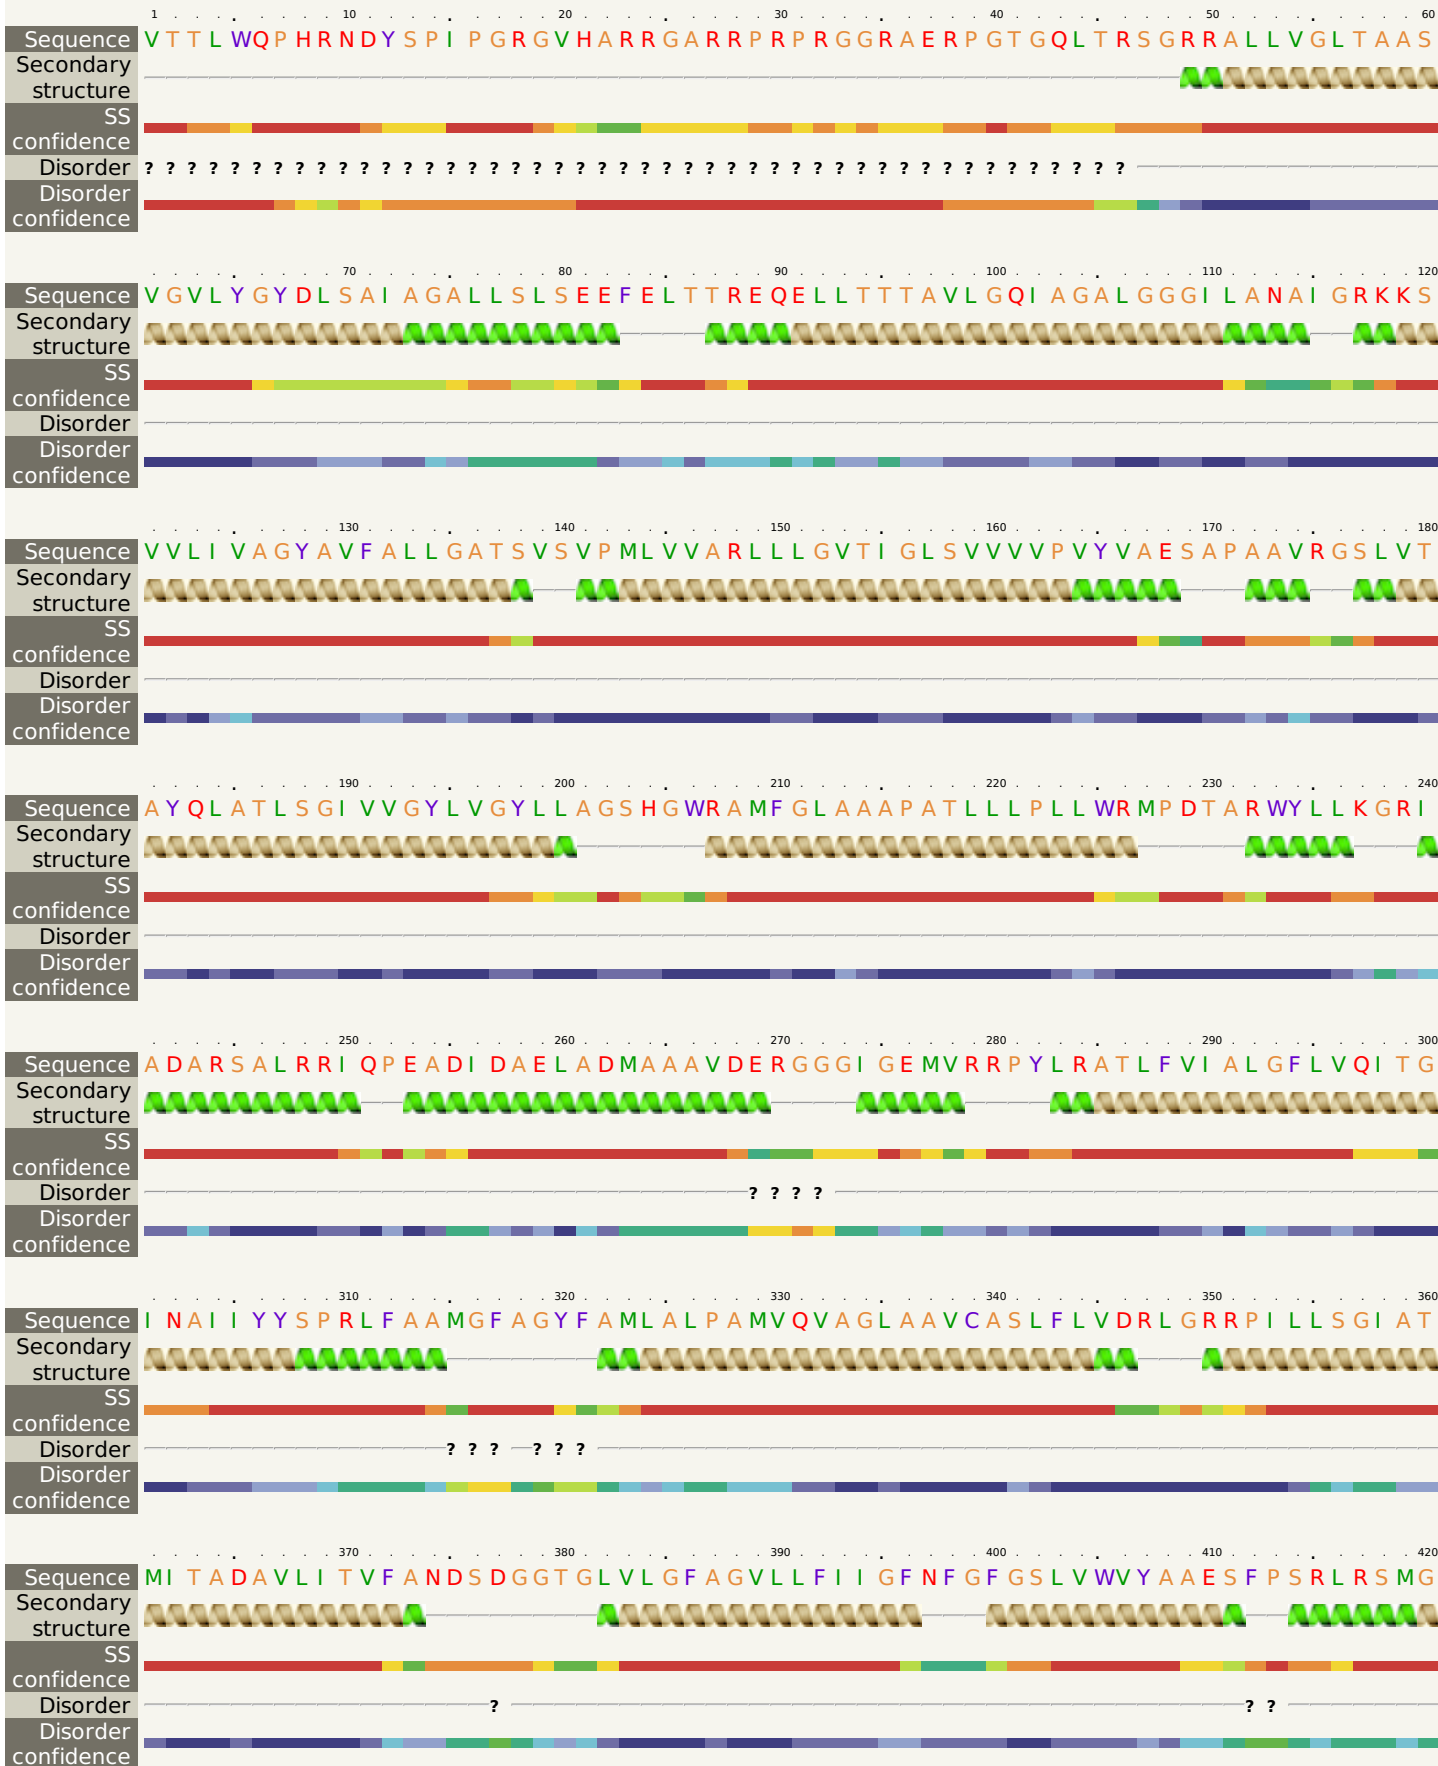 1 10 20 30 40 50 60
Sequence V T T L W Q P H R N D Y S P I P G R G V H A R R G A R R P R P R G G R A E R P G T G Q L T R S G R R A L L V G L T A A S
Secondary
structure
SS
confidence
Disorder ? ? ? ? ? ? ? ? ? ? ? ? ? ? ? ? ? ? ? ? ? ? ? ? ? ? ? ? ? ? ? ? ? ? ? ? ? ? ? ? ? ? ? ? ? ?
Disorder
confidence
70 80 90 100 110 120
Sequence V G V L Y G Y D L S A I A G A L L S L S E E F E L T T R E Q E L L T T T A V L G Q I A G A L G G G I L A N A I G R K K S
Secondary
structure
SS
confidence
Disorder
Disorder
confidence
130 140 150 160 170 180
Sequence V V L I V A G Y A V F A L L G A T S V S V P M L V V A R L L L G V T I G L S V V V V P V Y V A E S A P A A V R G S L V T
Secondary
structure
SS
confidence
Disorder
Disorder
confidence
190 200 210 220 230 240
Sequence A Y Q L A T L S G I V V G Y L V G Y L L A G S H G W R A M F G L A A A P A T L L L P L L W R M P D T A R W Y L L K G R I
Secondary
structure
SS
confidence
Disorder
Disorder
confidence
250 260 270 280 290 300
Sequence A D A R S A L R R I Q P E A D I D A E L A D M A A A V D E R G G G I G E M V R R P Y L R A T L F V I A L G F L V Q I T G
Secondary
structure
SS
confidence
Disorder ? ? ? ?
Disorder
confidence
310 320 330 340 350 360
Sequence I N A I I Y Y S P R L F A A M G F A G Y F A M L A L P A M V Q V A G L A A V C A S L F L V D R L G R R P I L L S G I A T
Secondary
structure
SS
confidence
Disorder ? ? ? ? ? ?
Disorder
confidence
370 380 390 400 410 420
Sequence M I T A D A V L I T V F A N D S D G G T G L V L G F A G V L L F I I G F N F G F G S L V W V Y A A E S F P S R L R S M G
Secondary
structure
SS
confidence
Disorder ? ? ?
Disorder
confidence